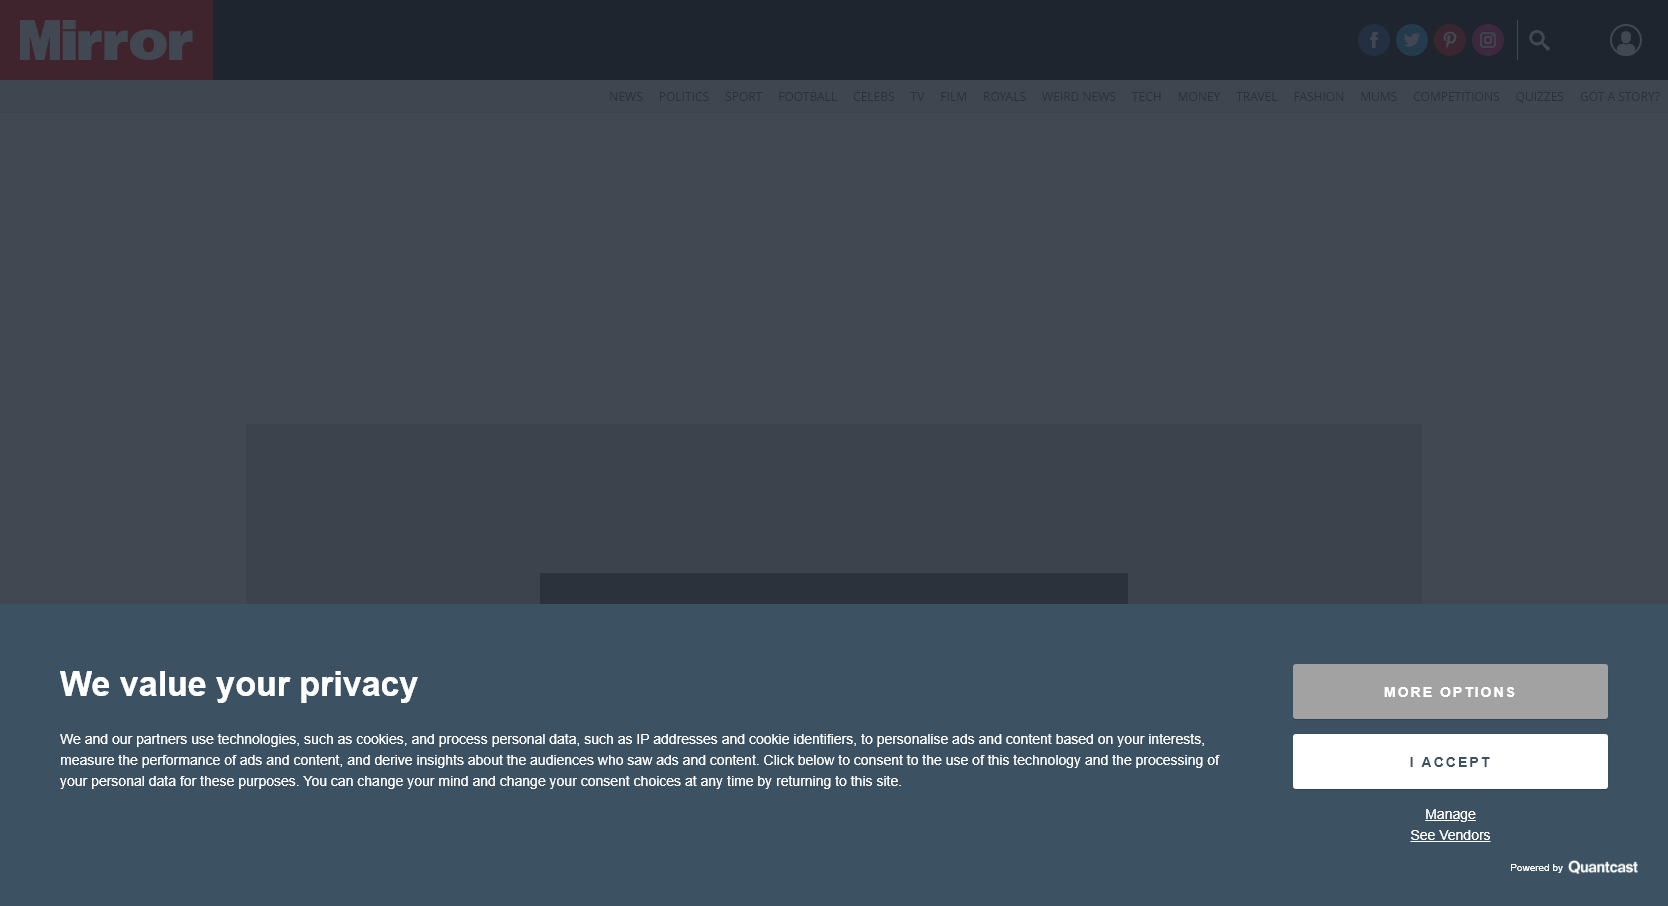 Mirror
NEWS POLITICS SPORT FOOTBALL CELEBS TV FILM ROYALS WEIRD NEWS TECH MONEY TRAVEL FASHION MUMS COMPETITIONS QUIZZES GOT A STORY?
We value your privacy
We and our partners use technologies, such as cookies, and process personal data, such as IP addresses and cookie identifiers, to personalise ads and content based on your interests,
measure the performance of ads and content, and derive insights about the audiences who saw ads and content. Click below to consent to the use of this technology and the processing of
your personal data for these purposes. You can change your mind and change your consent choices at any time by returning to this site.
MORE OPTIONS
I ACCEPT
Manage
See Vendors
Powered by Quantcast